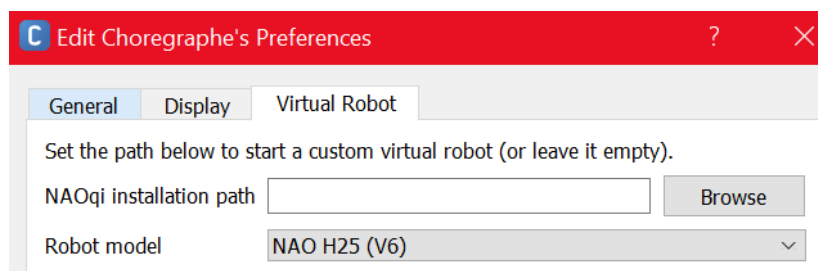 C Edit Choregraphe's Preferences ?
General Display Virtual Robot
Set the path below to start a custom virtual robot (or leave it empty).
NAOqi installation path Browse
Robot model NAO H25 (V6)